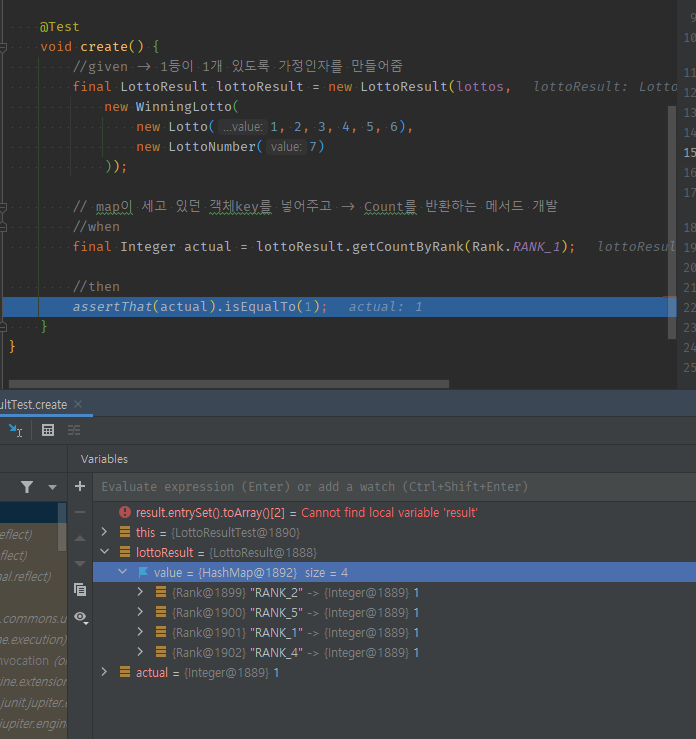 @Test
void create() {
//given → 1등이 1개 있도록 가정인자를 만들어줌
final LottoResult lottoResult = new LottoResult(lottos, lottoResult: Lotto
new WinningLotto(
new Lotto( ...value: 1, 2, 3, 4, 5, 6),
new LottoNumber( value: 7)
));
// map이 세고 있던 객체key를 넣어주고 → Count를 반환하는 메서드 개발
//when
final Integer actual = lottoResult.getCountByRank(Rank.RANK_1); lottoResul
//then
assertThat(actual).isEqualTo(1); actual: 1
}
}
9
10
11
12
13
14
15
16
17
18
19
20
21
22
23
24
25
ultTest.create ×
Variables
Evaluate expression (Enter) or add a watch (Ctrl+Shift+Enter)
result.entrySet().toArray()[2] = Cannot find local variable 'result'
this = {LottoResultTest@1890}
lottoResult = {LottoResult@1888}
value = {HashMap@1892} size = 4
{Rank@1899} "RANK_2" -> {Integer@1889} 1
{Rank@1900} "RANK_5" -> {Integer@1889} 1
{Rank@1901} "RANK_1" -> {Integer@1889} 1
{Rank@1902} "RANK_4" -> {Integer@1889} 1
actual = {Integer@1889} 1
eflect)
flect)
al.reflect)
.commons.u
ne.execution)
nvocation (o
ine.extension
.junit.jupiter.
jupiter.engin